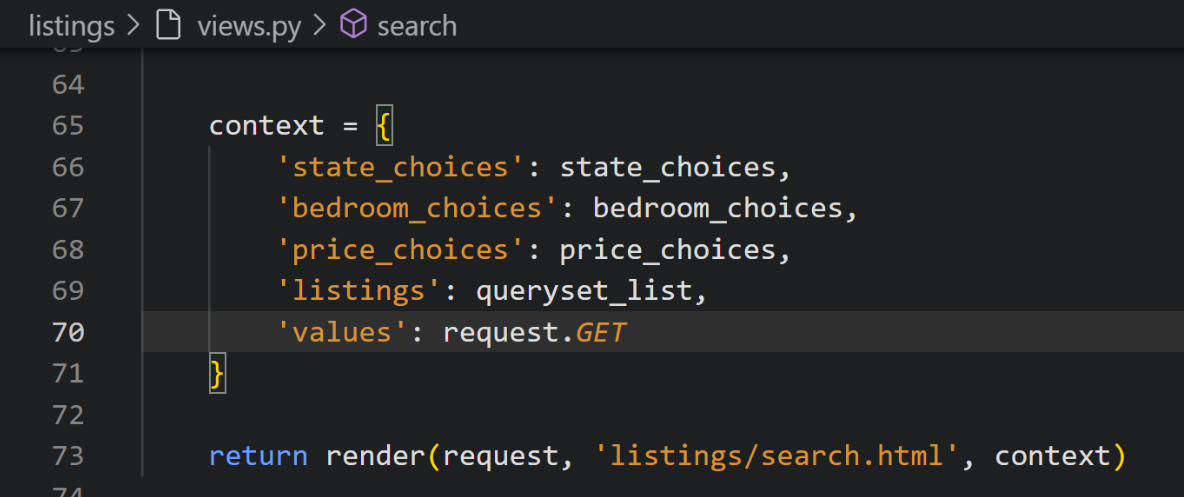 listings > views.py > search
64
65 context = {
66 'state_choices': state_choices,
67 'bedroom_choices': bedroom_choices,
68 'price_choices': price_choices,
69 'listings': queryset_list,
70 'values': request.GET
71 }
72
73 return render(request, 'listings/search.html', context)
74